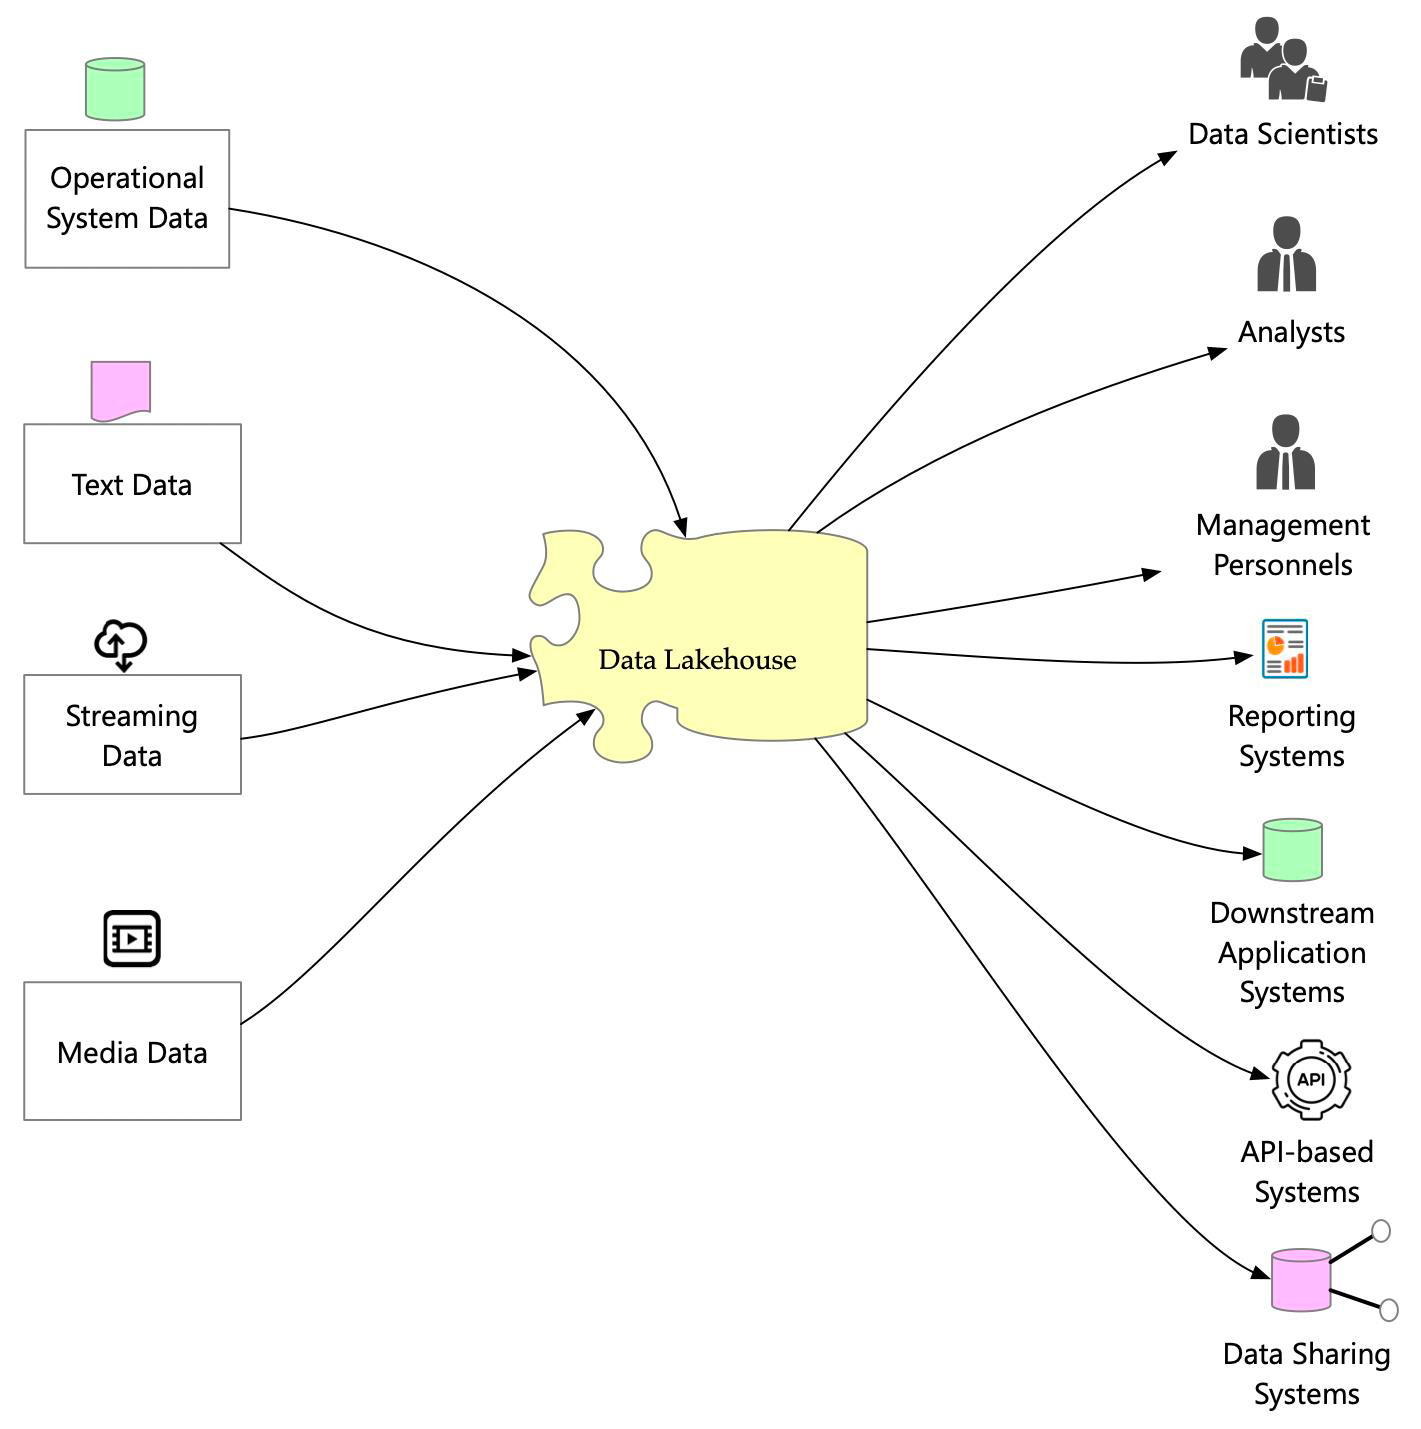 Operational
System Data
Text Data
Streaming
Data
Media Data
Data Lakehouse
Data Scientists
Analysts
Management
Personnels
Reporting
Systems
Downstream
Application
Systems
API
API-based
Systems
Data Sharing
Systems